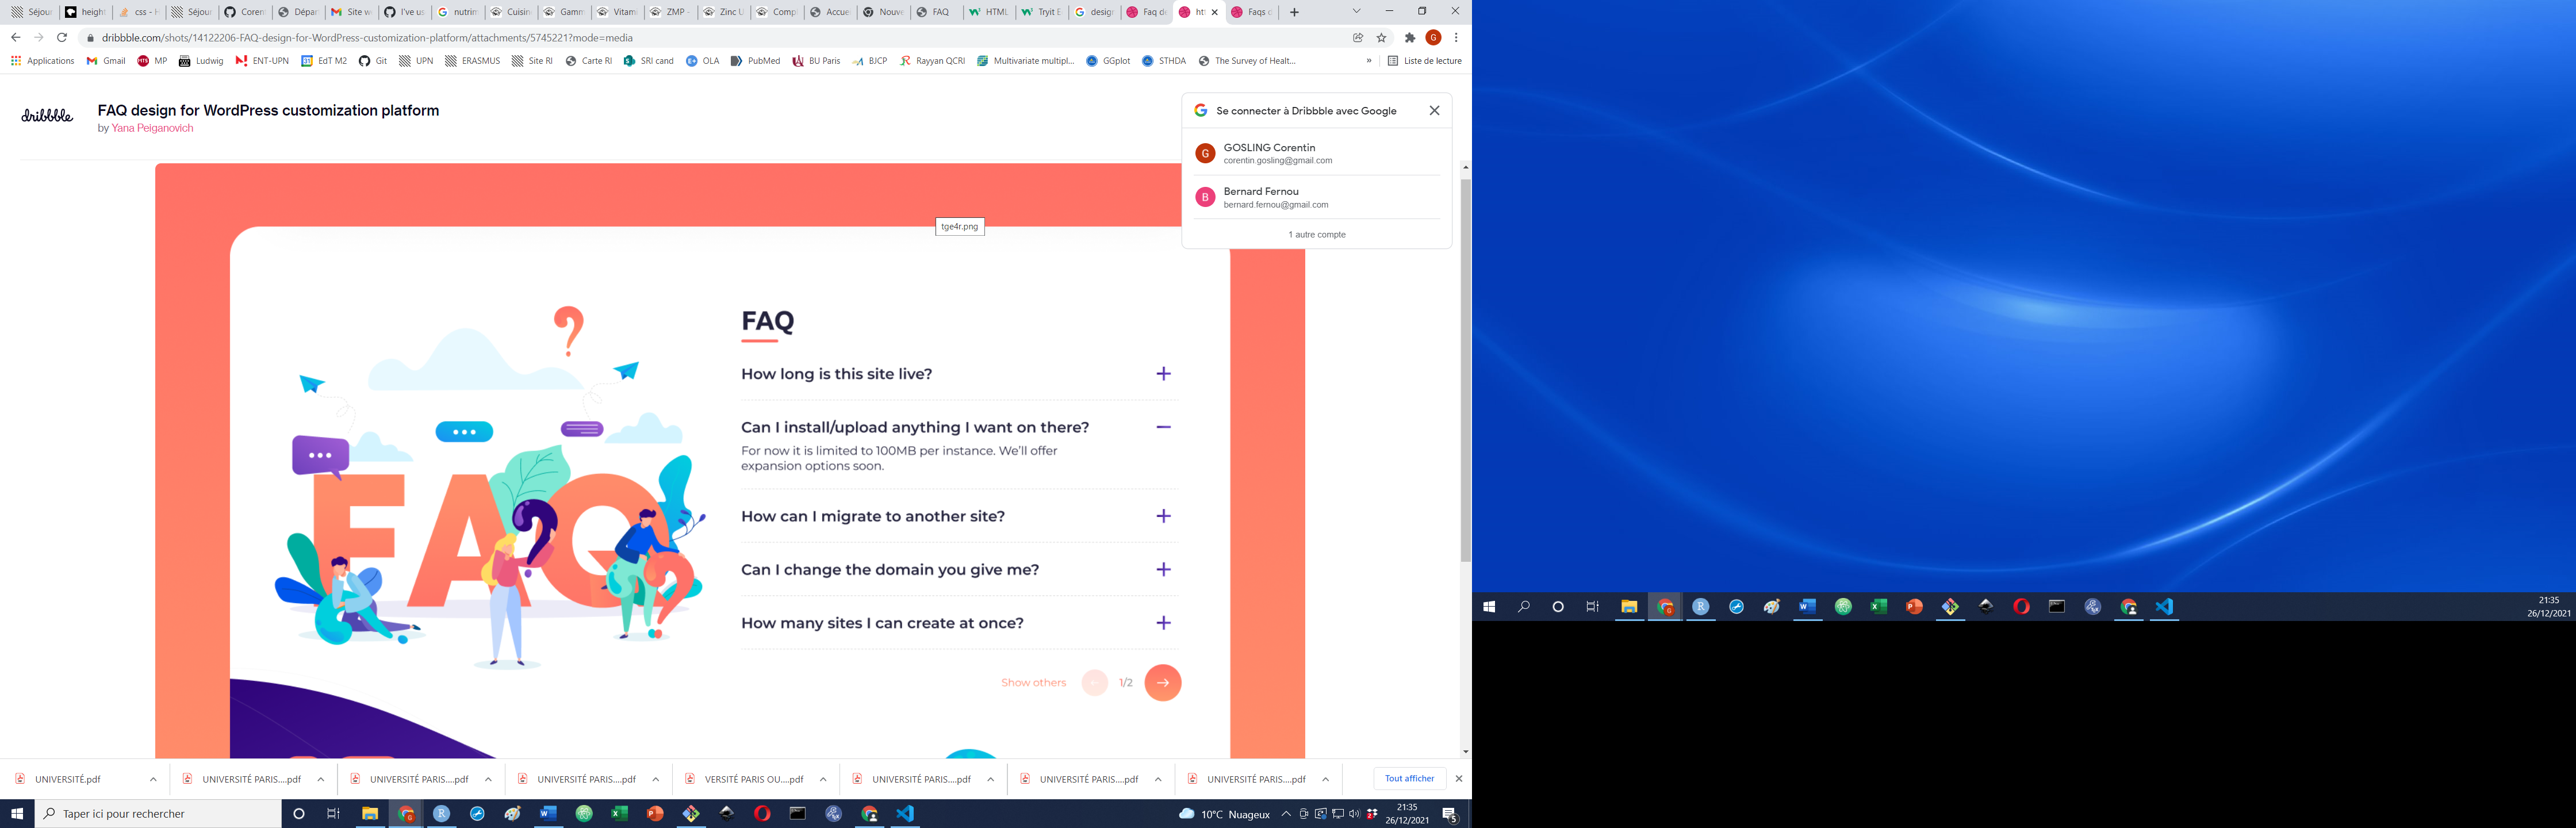 Séjour
height
css - H
Séjour
Coren
Dépar
Site w
I've us
nutrim
Cuisin
Gamm
Vitam
ZMP -
Zinc U
Comp
Accue
Nouve
FAQ
HTML
Tryit E
design
Faq de
htt
Faqs d
dribbble.com/shots/14122206-FAQ-design-for-WordPress-customization-platform/attachments/5745221?mode=media
G
Applications Gmail MP Ludwig ENT-UPN EdT M2 Git UPN ERASMUS Site RI Carte RI SRI cand OLA PubMed BU Paris BJCP Rayyan QCRI Multivariate multipl... GGplot STHDA The Survey of Healt... » Liste de lecture
dribbble
FAQ design for WordPress customization platform
by Yana Peiganovich
Se connecter à Dribbble avec Google
G
GOSLING Corentin
corentin.gosling@gmail.com
B
Bernard Fernou
bernard.fernou@gmail.com
1 autre compte
tge4r.png
FAQ
FAQ
How long is this site live?
Can I install/upload anything I want on there?
For now it is limited to 100MB per instance. We'll offer
expansion options soon.
How can I migrate to another site?
Can I change the domain you give me?
How many sites I can create at once?
Show others 1/2
UNIVERSITÉ.pdf
UNIVERSITÉ PARIS....pdf
UNIVERSITÉ PARIS....pdf
UNIVERSITÉ PARIS....pdf
VERSITÉ PARIS OU....pdf
UNIVERSITÉ PARIS....pdf
UNIVERSITÉ PARIS....pdf
UNIVERSITÉ PARIS....pdf
Tout afficher
Taper ici pour rechercher
10°C Nuageux
21:35
26/12/2021
5
21:35
26/12/2021